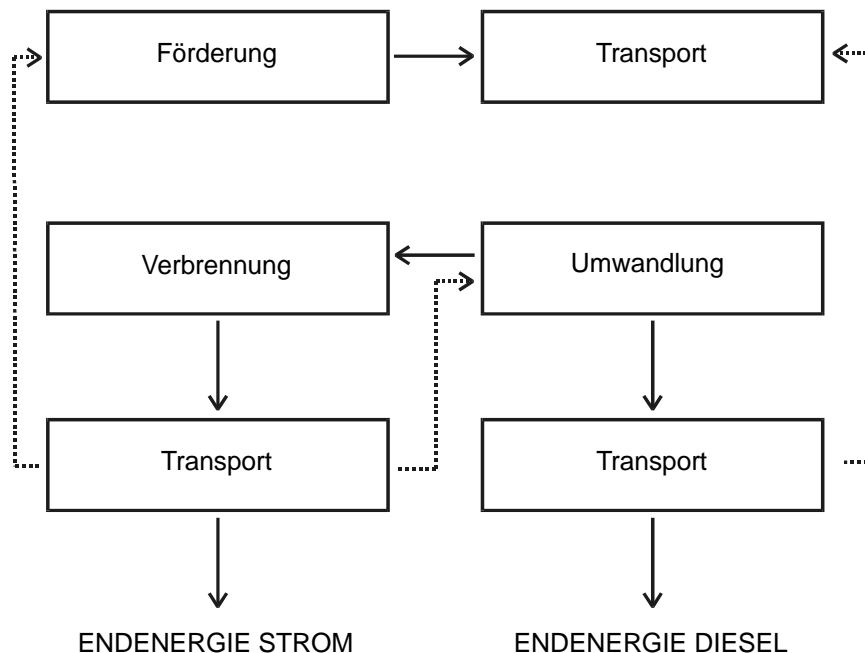 Förderung
Transport
Verbrennung
Umwandlung
Transport
Transport
ENDENERGIE STROM
ENDENERGIE DIESEL